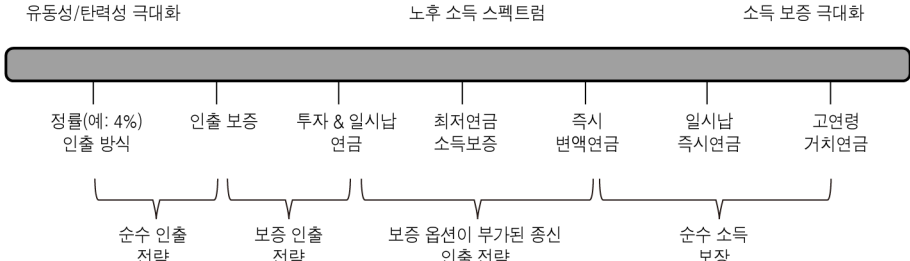 유동성/탄력성 극대화 노후 소득 스펙트럼 소득 보증 극대화
정률(예: 4%) 인출 보증 투자 & 일시납 최저연금 즉시 일시납 고연령
인출 방식 연금 소득보증 변액연금 즉시연금 거치연금
순수 인출 보증 인출 보증 옵션이 부가된 종신 순수 소득
전략 전략 인출 전략 보장